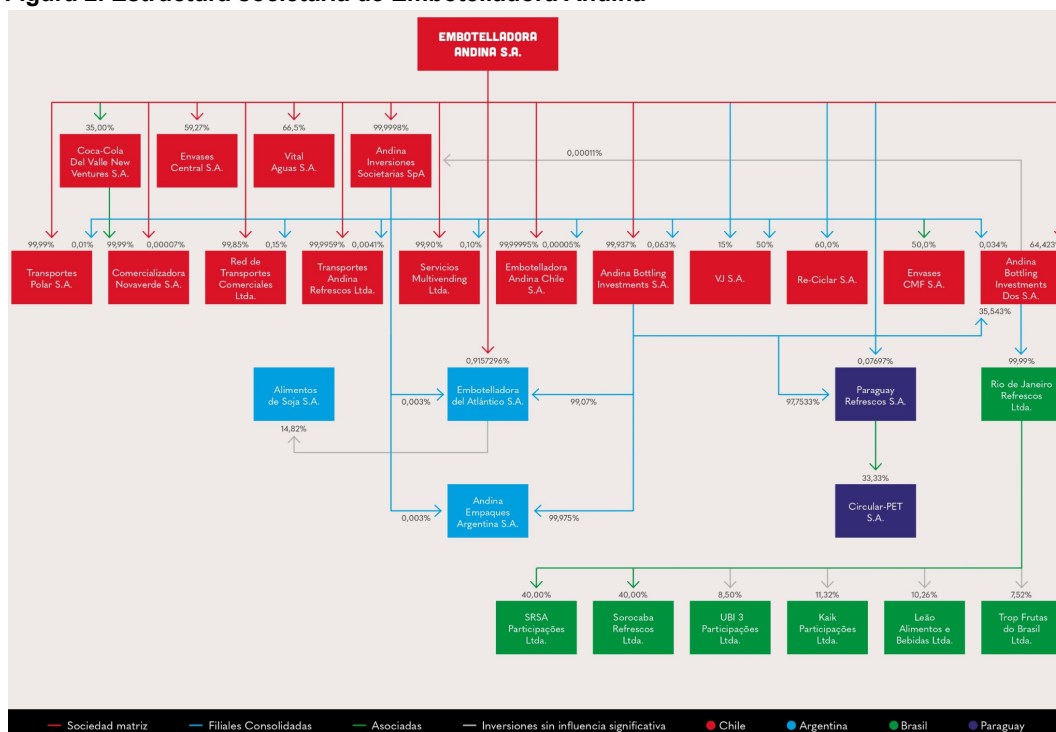 Figura 2. Estructura societaria de Embotelladora Andina
EMBOTELLADORA
ANDINA S.A.
35,00%
59,27%
66,5%
99,9998%
Coca-Cola
Del Valle New
Ventures S.A.
Envases
Central S.A.
Vital
Aguas S.A.
Andina
Inversiones
Societarias SpA
0,00011%
99,99%
0,01%
99,99%
0,00007%
99,85%
0,15%
99,9959%
0,0041%
99,90%
0,10%
99,99995%
0,00005%
99,937%
0,063%
15%
50%
60,0%
50,0%
0,034%
64,423%
Transportes
Polar S.A.
Comercializadora
Novaverde S.A.
Red de
Transportes
Comerciales
Ltda.
Transportes
Andina
Refrescos Ltda.
Servicios
Multivending
Ltda.
Embotelladora
Andina Chile
S.A.
Andina Bottling
Investments S.A.
VJ S.A.
Re-Ciclar S.A.
Envases
CMF S.A.
Andina
Bottling
Investments
Dos S.A.
35,543%
0,9157296%
0,07697%
99,99%
Alimentos
de Soja S.A.
0,003%
Embotelladora
del Atlántico S.A.
99,07%
97,7533%
Paraguay
Refrescos S.A.
Rio de Janeiro
Refrescos
Ltda.
14,82%
33,33%
0,003%
Andina
Empaques
Argentina S.A.
99,975%
Circular-PET
S.A.
40,00%
40,00%
8,50%
11,32%
10,26%
7,52%
SRSA
Participações
Ltda.
Sorocaba
Refrescos
Ltda.
UBI 3
Participações
Ltda.
Kaik
Participações
Ltda.
Leão
Alimentos e
Bebidas Ltda.
Trop Frutas
do Brasil
Ltda.
Sociedad matriz
Filiales Consolidadas
Asociadas
Inversiones sin influencia significativa
Chile
Argentina
Brasil
Paraguay